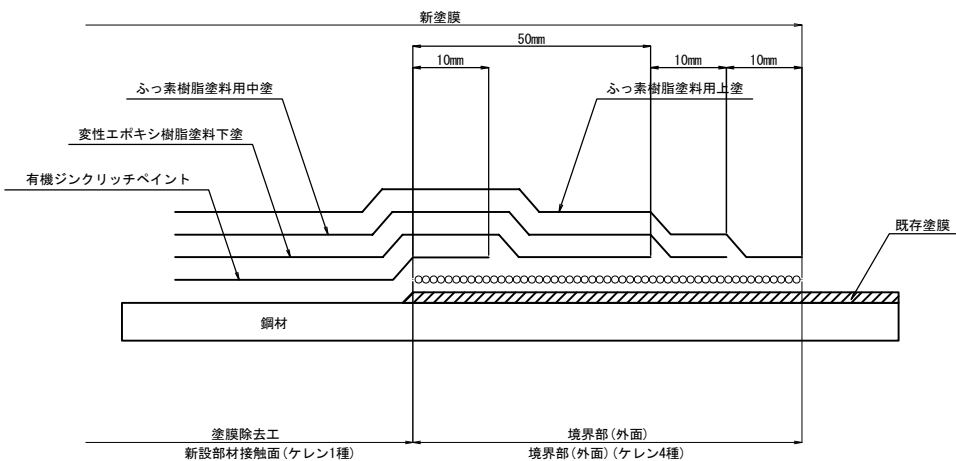 新塗膜
50mm
10mm
10mm
10mm
ふっ素樹脂塗料用中塗
ふっ素樹脂塗料用上塗
変性エポキシ樹脂塗料下塗
有機ジンクリッチペイント
既存塗膜
鋼材
塗膜除去工
境界部(外面)
新設部材接触面(ケレン1種)
境界部(外面)(ケレン4種)